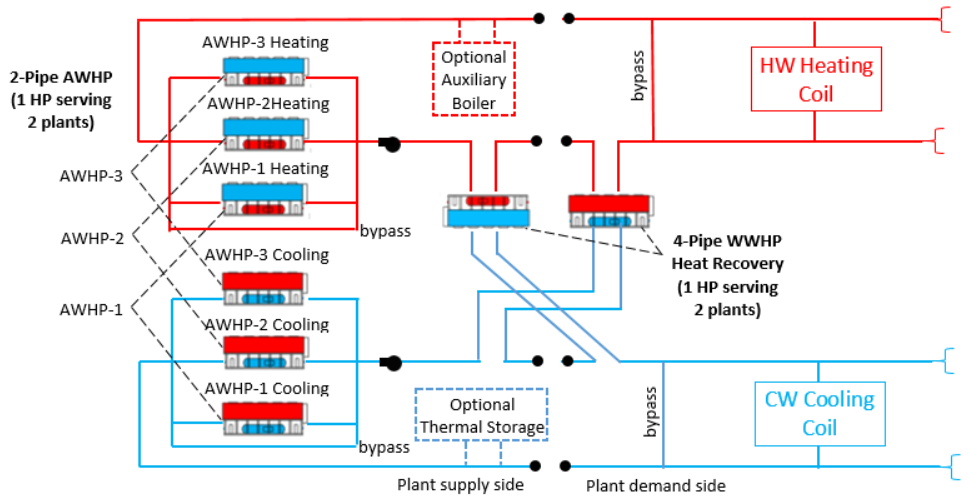 AWHP-3 Heating
2-Pipe AWHP
(1 HP serving
2 plants)
AWHP-2Heating
AWHP-1 Heating
bypass
AWHP-3
AWHP-2
AWHP-1
AWHP-3 Cooling
AWHP-2 Cooling
AWHP-1 Cooling
bypass
Optional
Auxiliary
Boiler
bypass
HW Heating
Coil
4-Pipe WWHP
Heat Recovery
(1 HP serving
2 plants)
Optional
Thermal Storage
bypass
CW Cooling
Coil
Plant supply side
Plant demand side